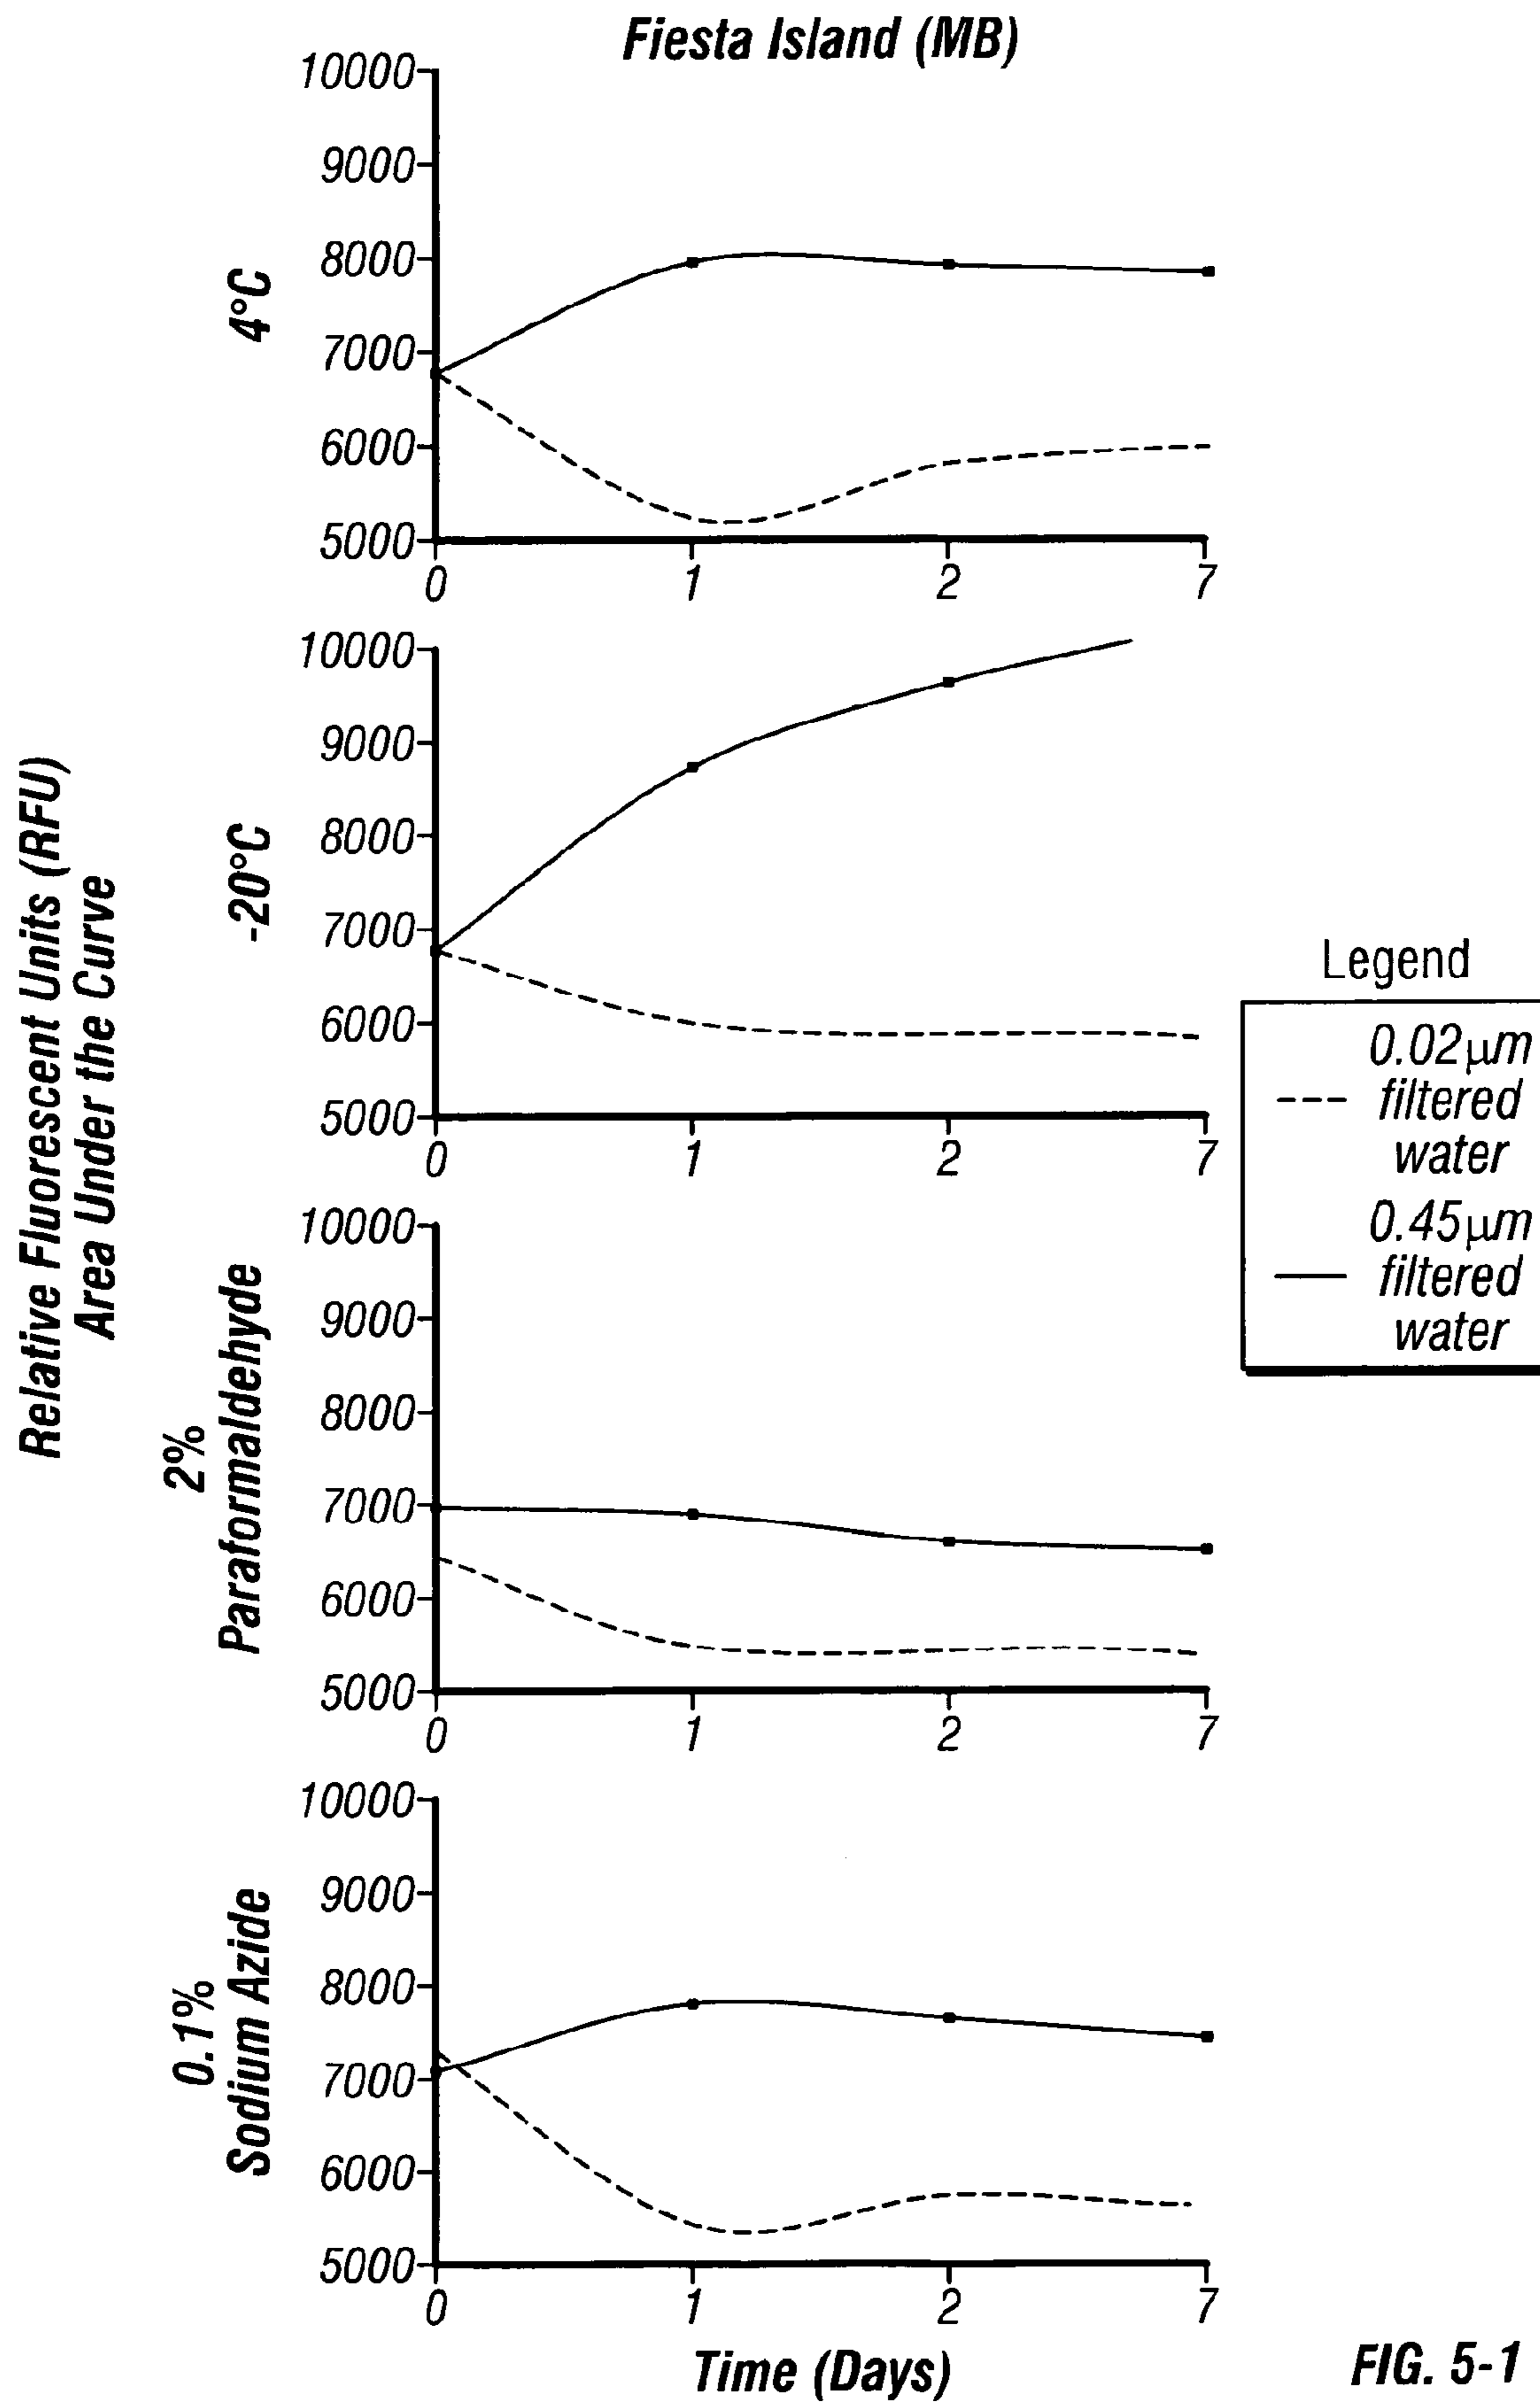 Fiesta Island (MB)
Relative Fluorescent Units (RFU)
Area Under the Curve
4°C
10000
9000
8000
7000
6000
5000
0 1 2 7
-20°C
10000
9000
8000
7000
6000
5000
0 1 2 7
Legend
0.02µm
filtered
water
0.45µm
filtered
water
2%
Paraformaldehyde
10000
9000
8000
7000
6000
5000
0 1 2 7
0.1%
Sodium Azide
10000
9000
8000
7000
6000
5000
0 1 2 7
Time (Days)
FIG. 5-1